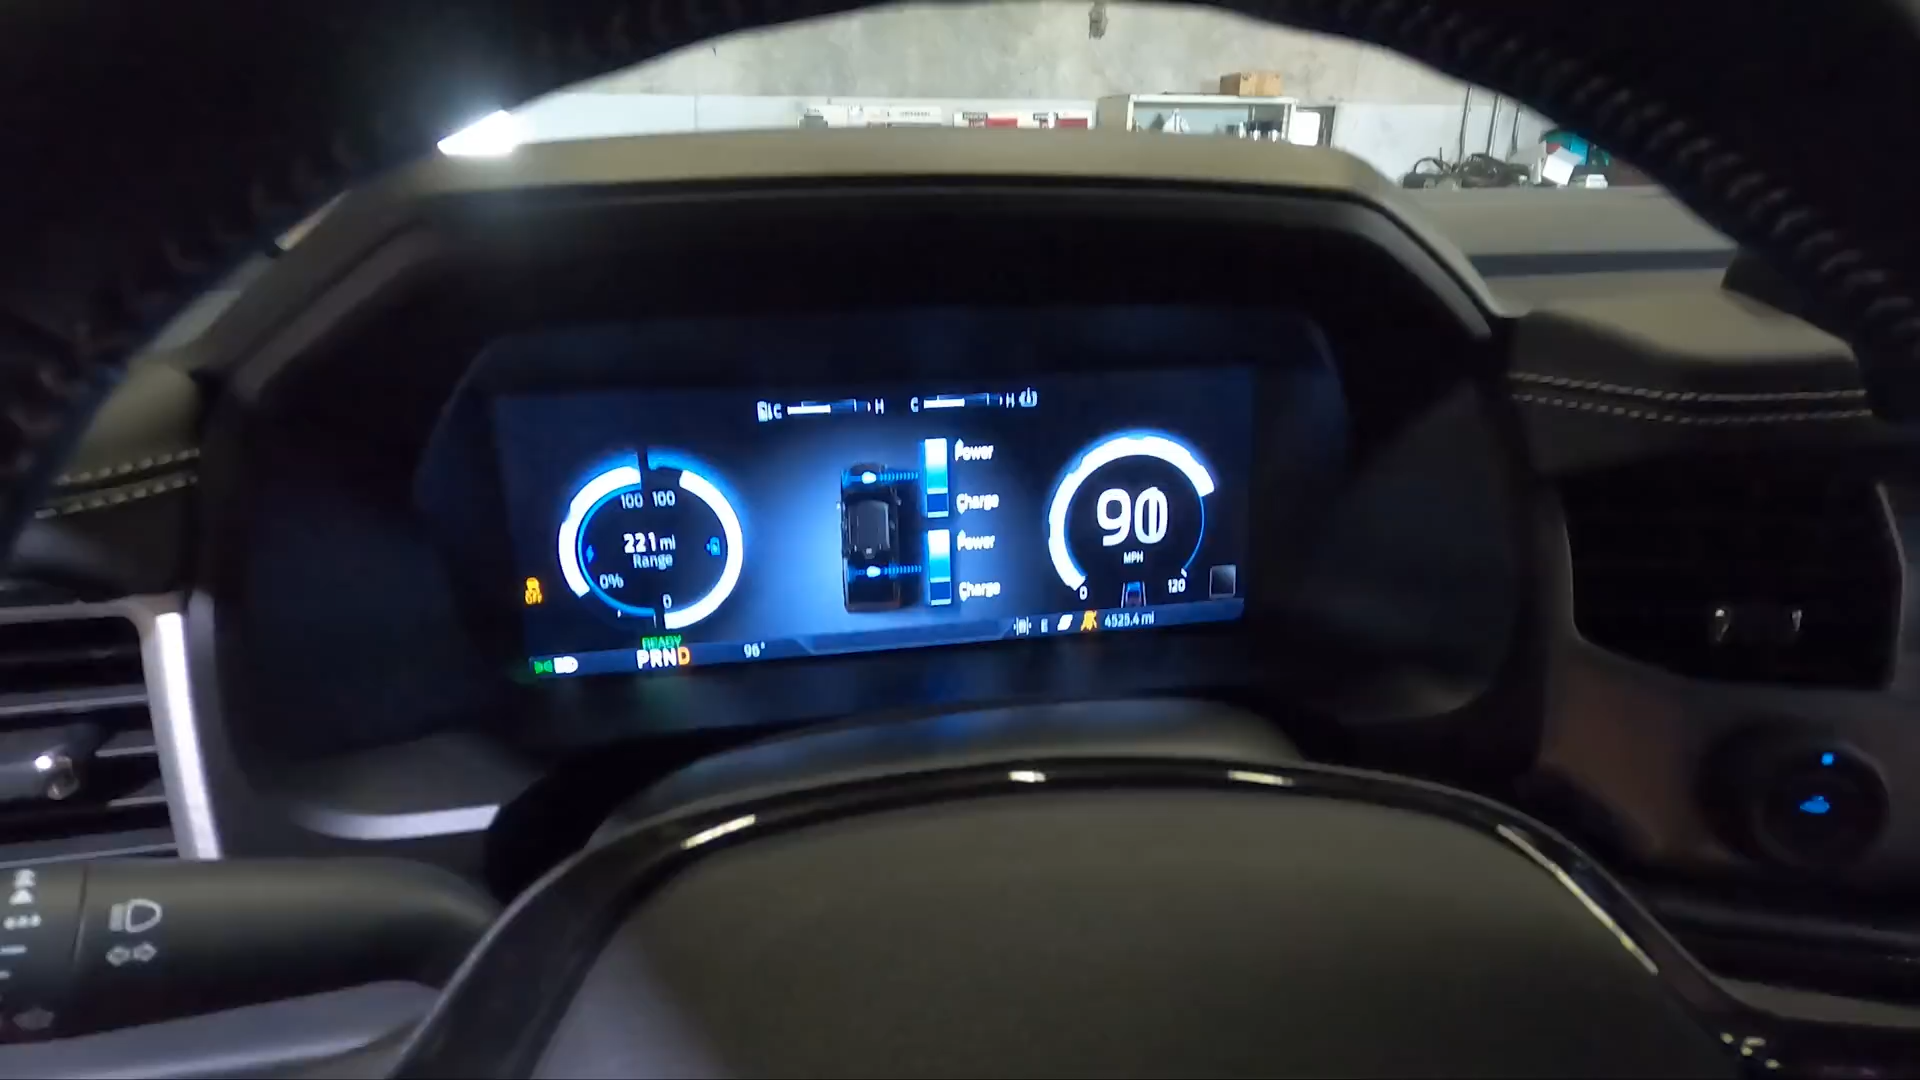 C H C H
Power
Charge
Power
Charge
100 100
221 mi
Range
0%
0
90
MPH
0 120
READY
PRND
96°
E
4525.4 mi
OFF